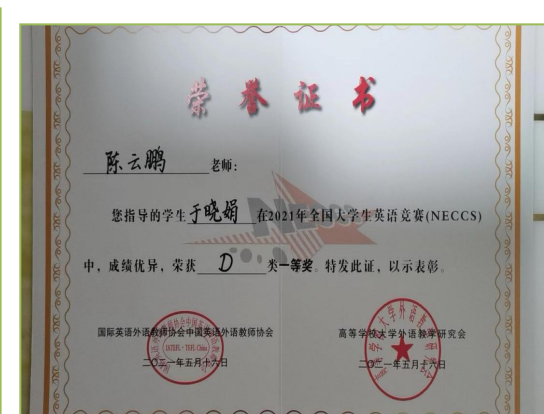 荣誉证书
陈云鹏 老师:
您指导的学生于晓娟 在2021年全国大学生英语竞赛(NECCS)
中,成绩优异,荣获 D 类一等奖。特发此证,以示表彰。
国际英语外语教师协会中国英语外语教师协会
高等学校大学外语教学研究会
二〇二一年五月十六日
二〇二一年五月十六日